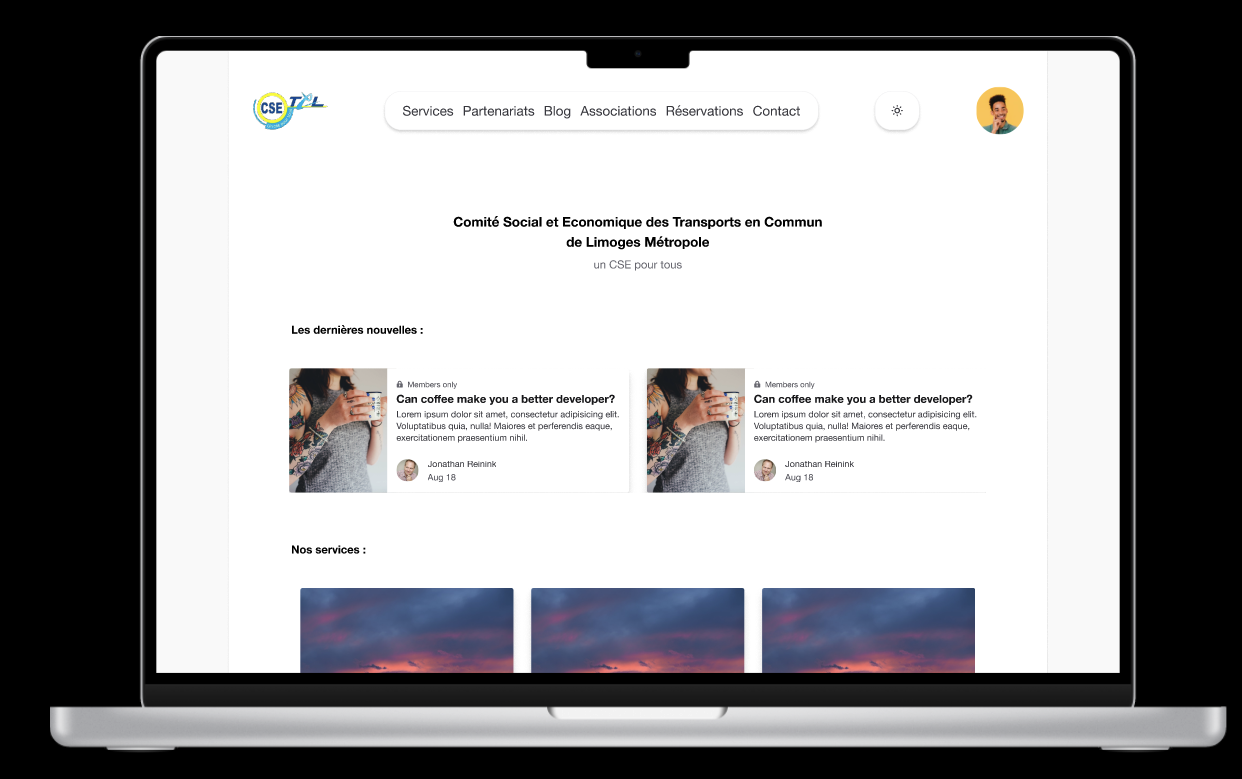 CSE
TCL
Services Partenariats Blog Associations Réservations Contact
Comité Social et Economique des Transports en Commun
de Limoges Métropole
un CSE pour tous
Les dernières nouvelles :
Members only
Can coffee make you a better developer?
Lorem ipsum dolor sit amet, consectetur adipisicing elit.
Voluptatibus quia, nulla! Maiores et perferendis eaque,
exercitationem praesentium nihil.
Jonathan Reinink
Aug 18
Members only
Can coffee make you a better developer?
Lorem ipsum dolor sit amet, consectetur adipisicing elit.
Voluptatibus quia, nulla! Maiores et perferendis eaque,
exercitationem praesentium nihil.
Jonathan Reinink
Aug 18
Nos services :